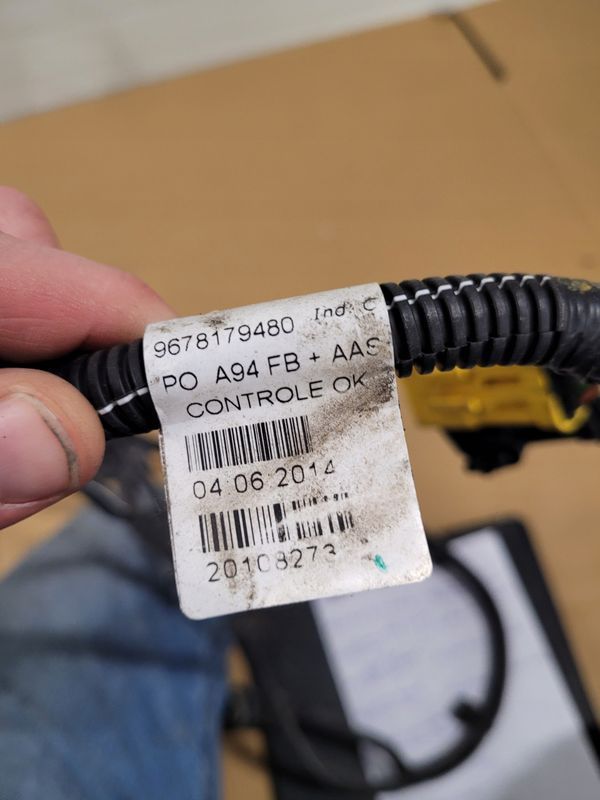 9678179480 Ind: C
PO A94 FB + AAS
CONTROLE OK
04.06.2014
20108273